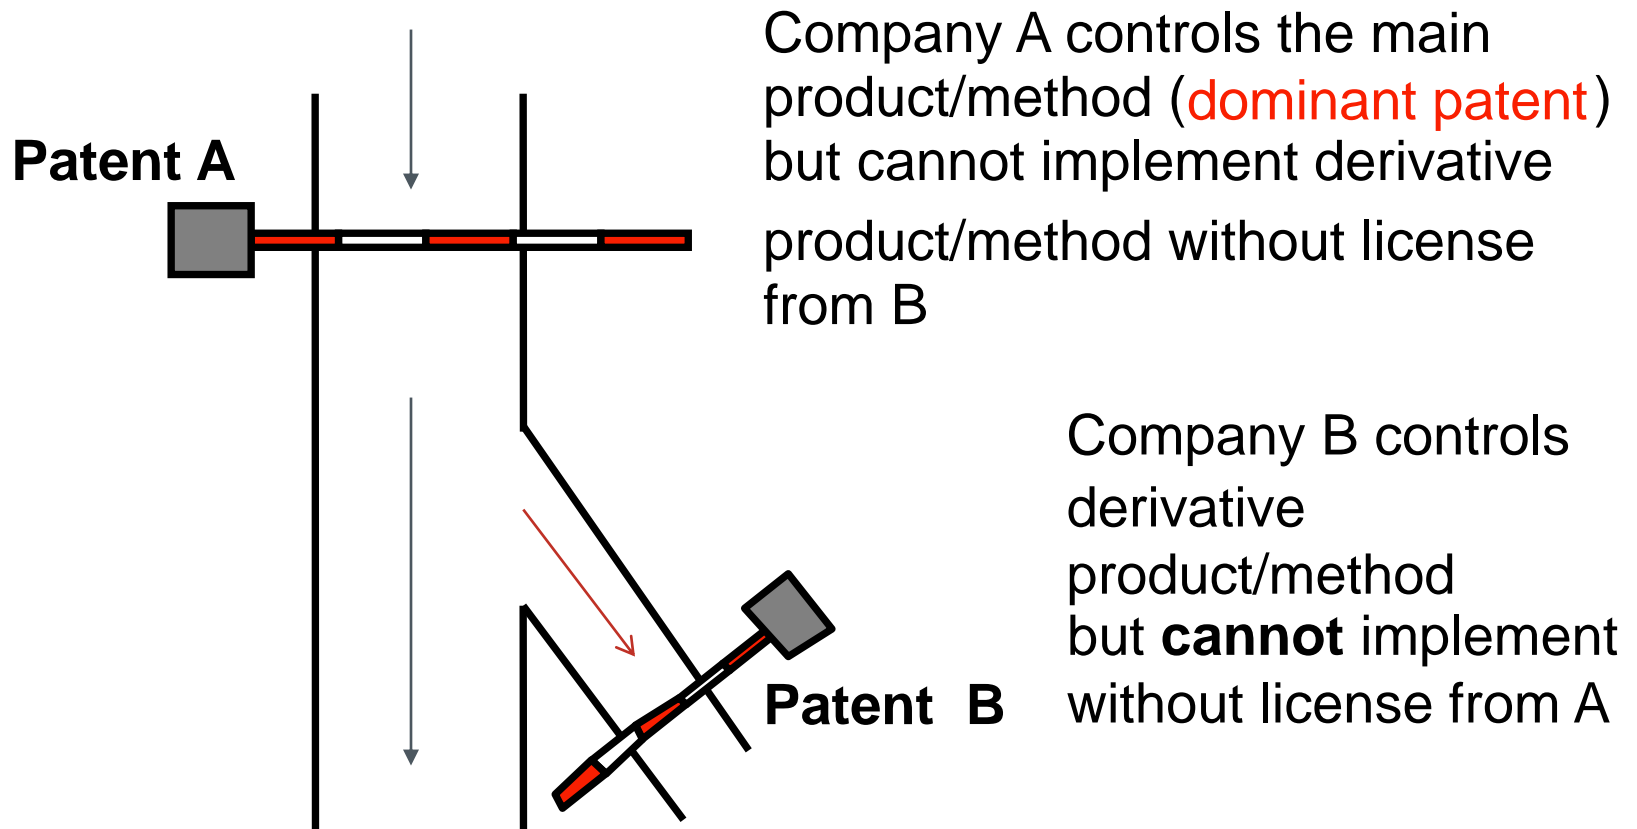 Company A controls the main
product/method (dominant patent)
but cannot implement derivative
product/method without license
from B
Patent A
Company B controls
derivative
product/method
but cannot implement
without license from A
Patent B